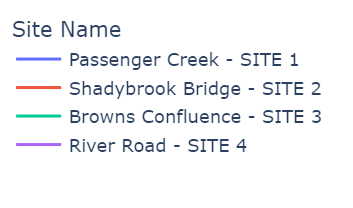 Site Name
Passenger Creek - SITE 1
Shadybrook Bridge - SITE 2
Browns Confluence - SITE 3
River Road - SITE 4